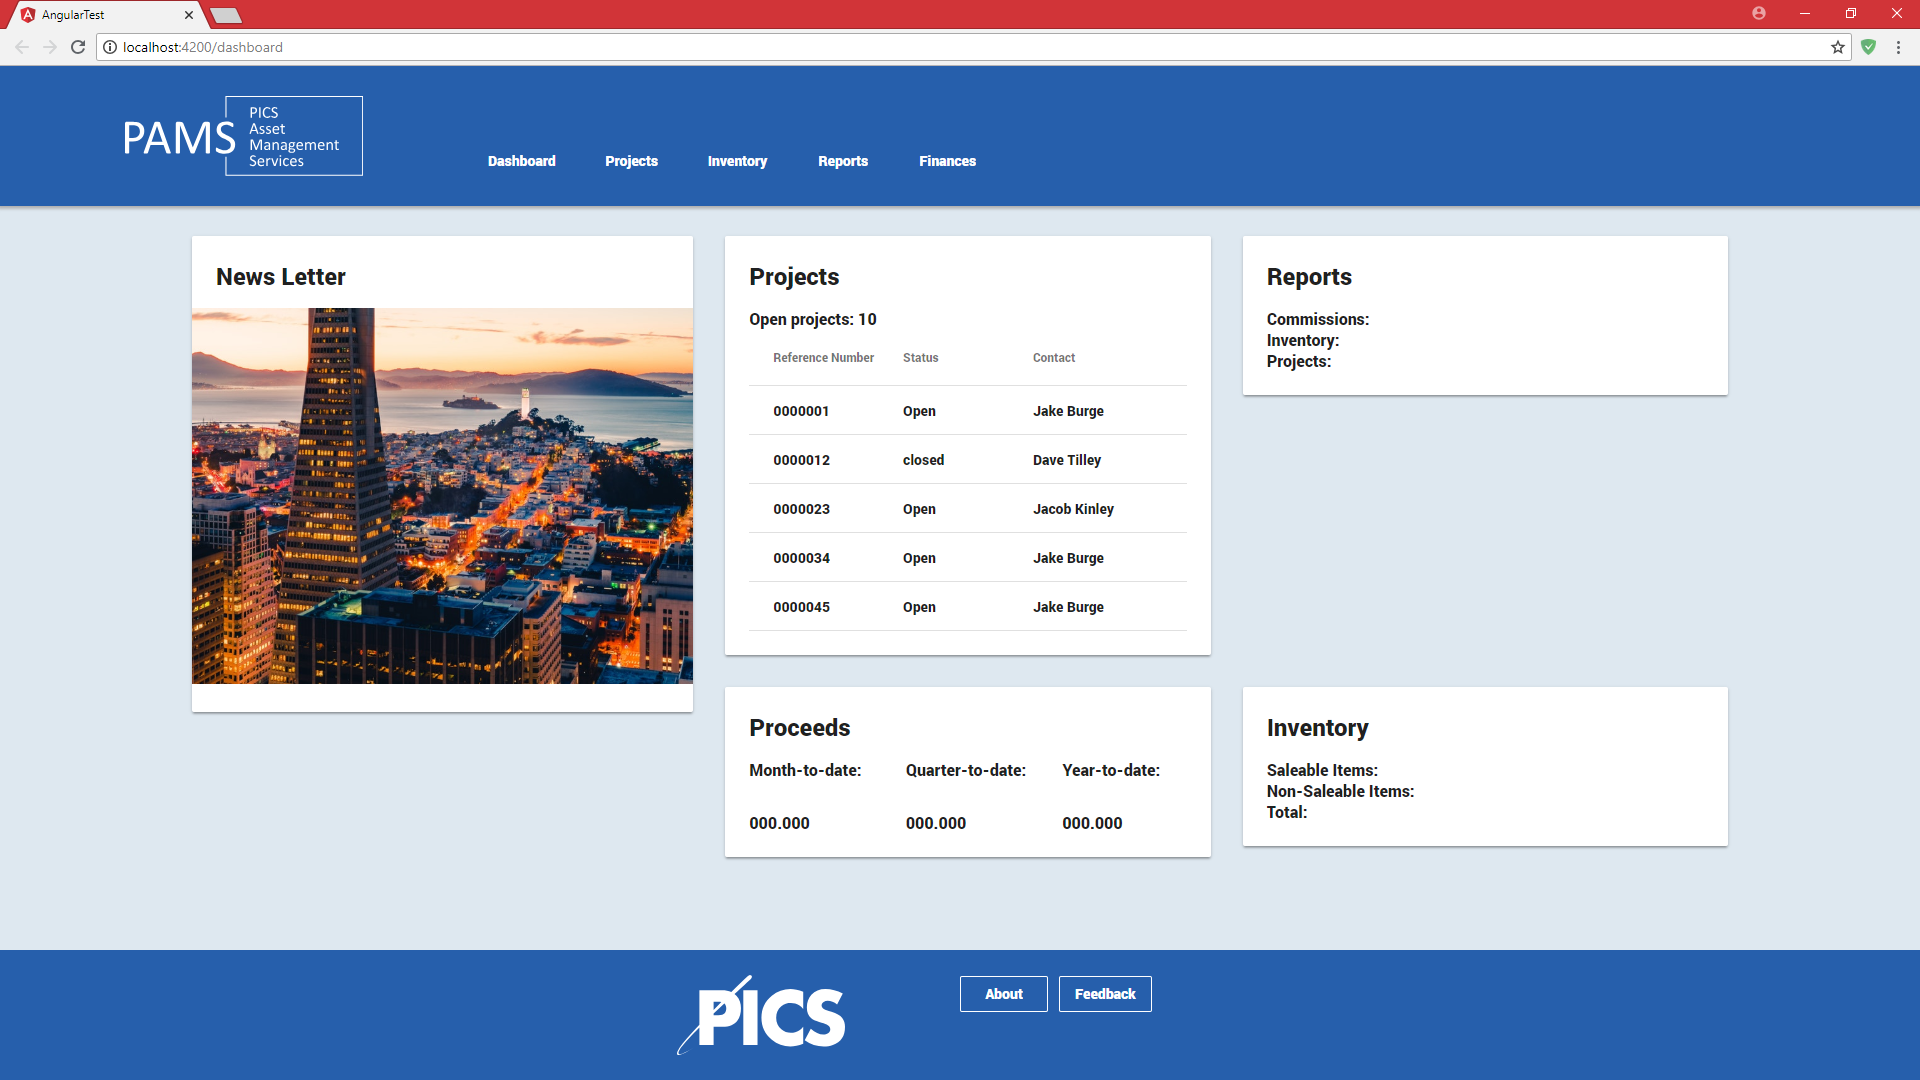 AngularTest
localhost:4200/dashboard
PAMS
PICS
Asset
Management
Services
Dashboard Projects Inventory Reports Finances
News Letter
Projects
Open projects: 10
Reference Number Status Contact
0000001 Open Jake Burge
0000012 closed Dave Tilley
0000023 Open Jacob Kinley
0000034 Open Jake Burge
0000045 Open Jake Burge
Reports
Commissions:
Inventory:
Projects:
Proceeds
Month-to-date: Quarter-to-date: Year-to-date:
000.000 000.000 000.000
Inventory
Saleable Items:
Non-Saleable Items:
Total:
PICS
About Feedback